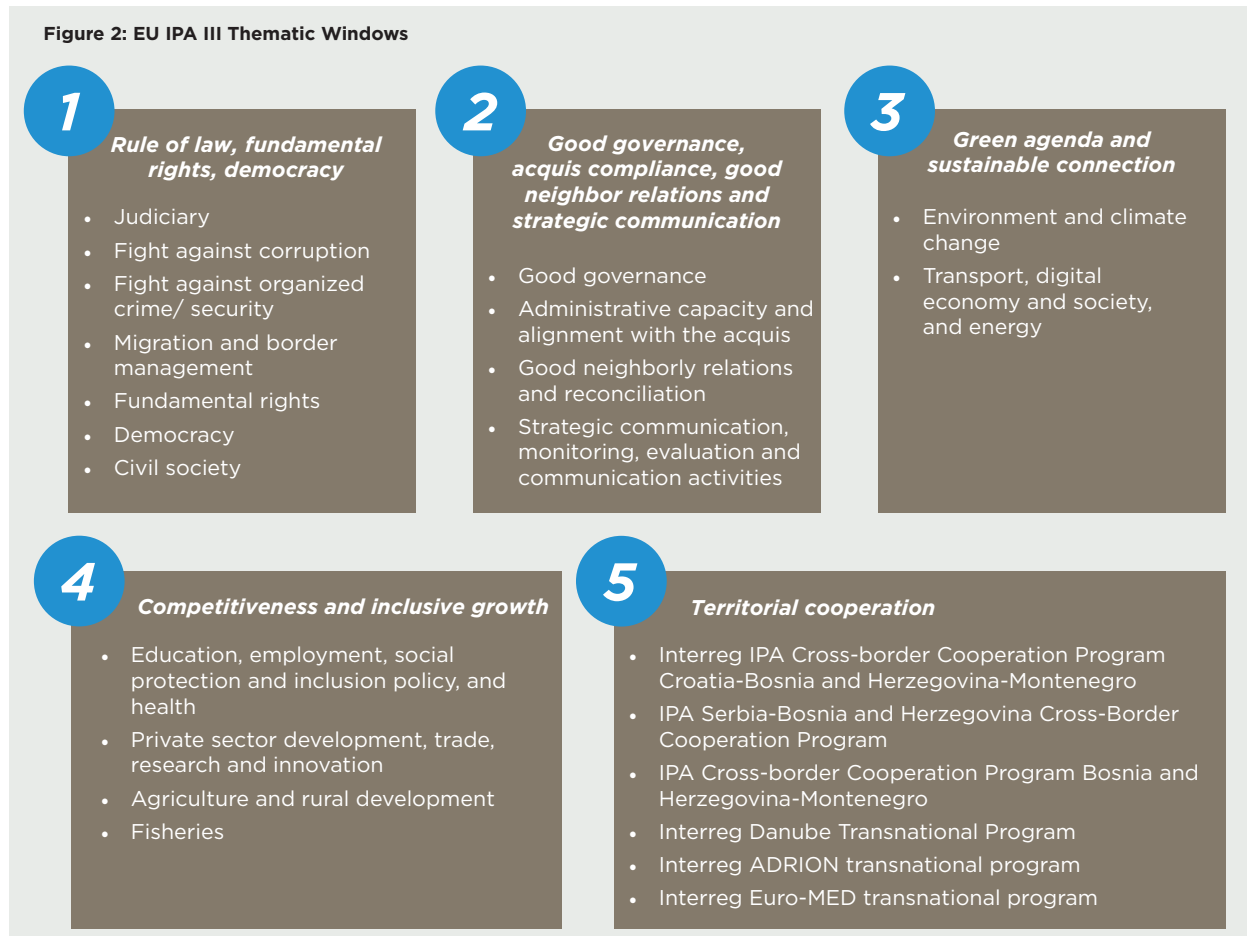 Figure 2: EU IPA III Thematic Windows
1
Rule of law, fundamental
rights, democracy
• Judiciary
• Fight against corruption
• Fight against organized
crime/ security
• Migration and border
management
• Fundamental rights
• Democracy
• Civil society
2
Good governance,
acquis compliance, good
neighbor relations and
strategic communication
• Good governance
• Administrative capacity and
alignment with the acquis
• Good neighborly relations
and reconciliation
• Strategic communication,
monitoring, evaluation and
communication activities
3
Green agenda and
sustainable connection
• Environment and climate
change
• Transport, digital
economy and society,
and energy
4
Competitiveness and inclusive growth
• Education, employment, social
protection and inclusion policy, and
health
• Private sector development, trade,
research and innovation
• Agriculture and rural development
• Fisheries
5
Territorial cooperation
• Interreg IPA Cross-border Cooperation Program
Croatia-Bosnia and Herzegovina-Montenegro
• IPA Serbia-Bosnia and Herzegovina Cross-Border
Cooperation Program
• IPA Cross-border Cooperation Program Bosnia and
Herzegovina-Montenegro
• Interreg Danube Transnational Program
• Interreg ADRION transnational program
• Interreg Euro-MED transnational program